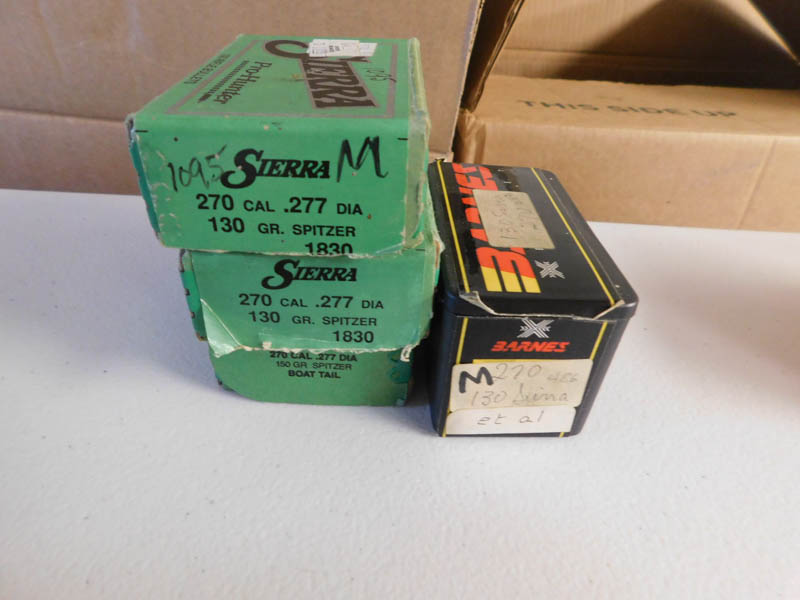 SIERRA
Pro-Hunter
1095
1095 SIERRA M
270 CAL .277 DIA
130 GR. SPITZER
1830
SIERRA
270 CAL .277 DIA
130 GR. SPITZER
1830
270 CAL .277 DIA
150 GR. SPITZER
BOAT TAIL
THIS SIDE UP
BARNES
X
X
BARNES
M 270
130
et al